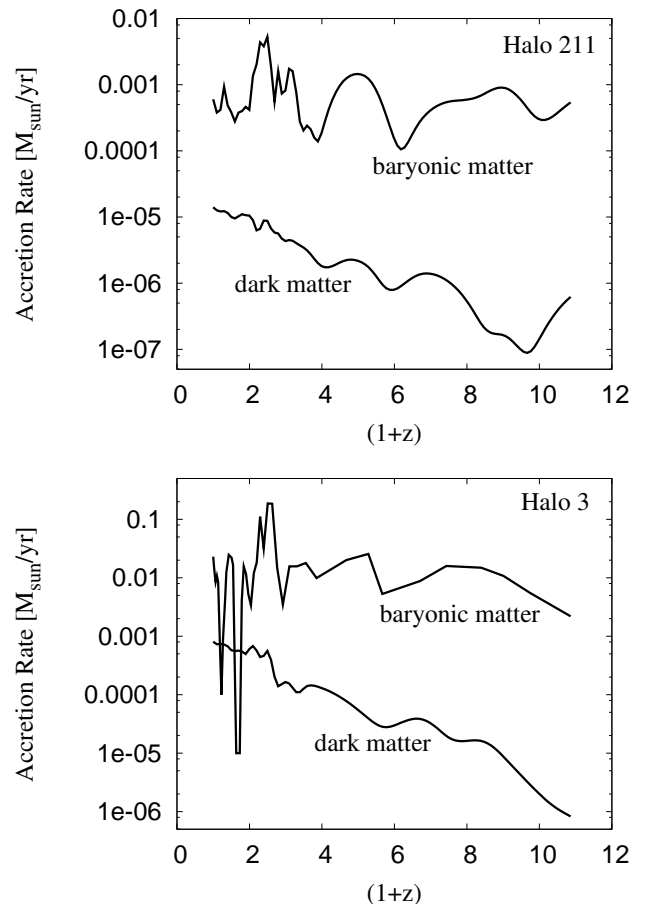 0.01
Halo 211
0.001
0.0001
baryonic matter
1e-05
dark matter
1e-06
1e-07
Accretion Rate [M_sun/yr]
0 2 4 6 8 10 12
(1+z)
Halo 3
0.1
0.01
baryonic matter
0.001
0.0001
dark matter
1e-05
1e-06
Accretion Rate [M_sun/yr]
0 2 4 6 8 10 12
(1+z)